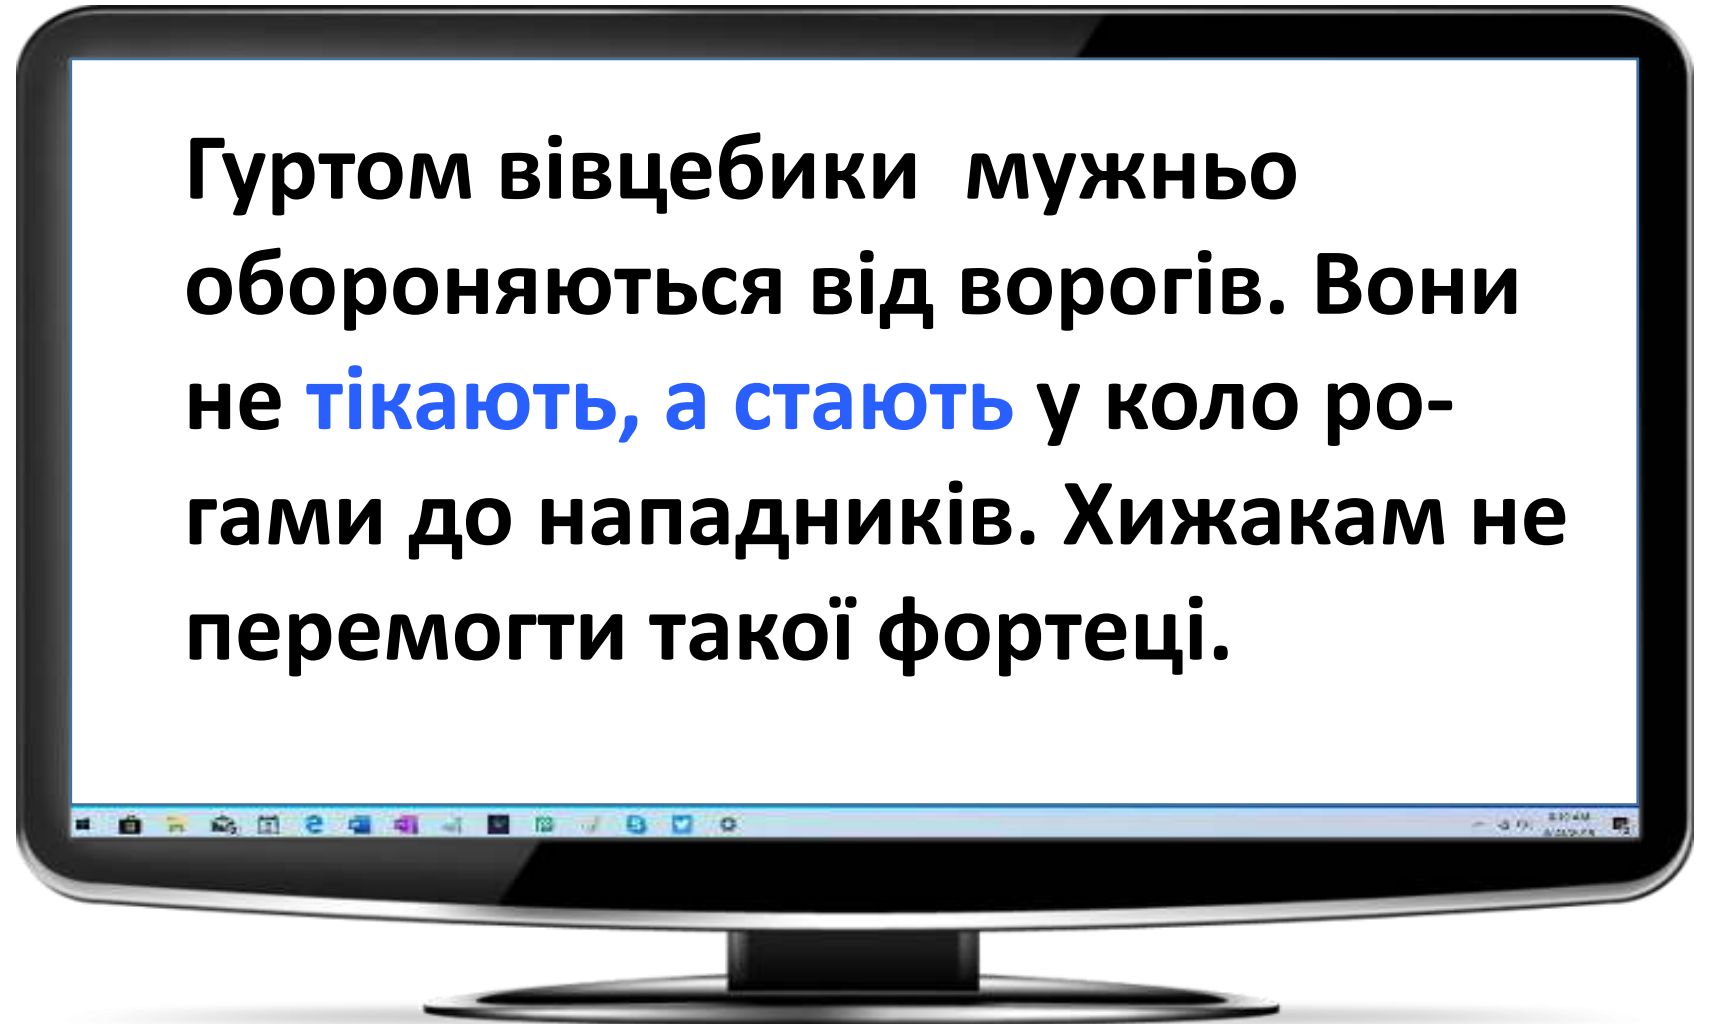 Гуртом вівцебики мужньо
обороняються від ворогів. Вони
не тікають, а стають у коло ро-
гами до нападників. Хижакам не
перемогти такої фортеці.